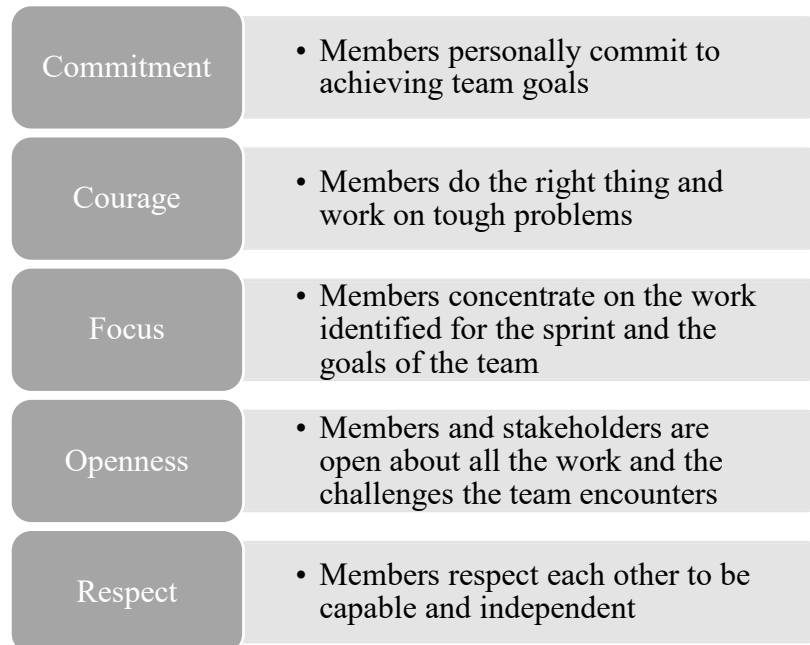 Commitment
• Members personally commit to
achieving team goals
Courage
• Members do the right thing and
work on tough problems
Focus
• Members concentrate on the work
identified for the sprint and the
goals of the team
Openness
• Members and stakeholders are
open about all the work and the
challenges the team encounters
Respect
• Members respect each other to be
capable and independent